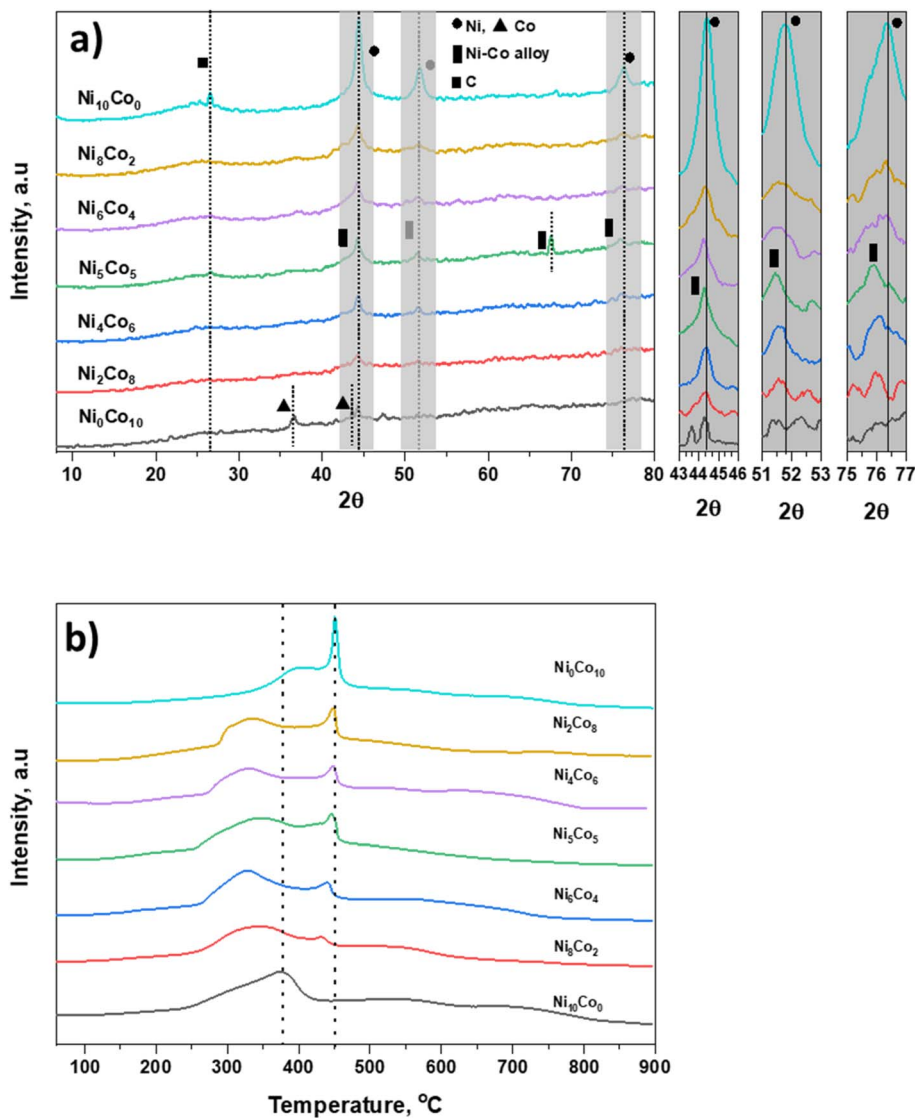 a)
Ni, Co
Ni-Co alloy
C
Ni10Co0
Ni8Co2
Ni6Co4
Ni5Co5
Ni4Co6
Ni2Co8
Ni0Co10
Intensity, a.u
10 20 30 40 50 60 70 80
2θ
43 44 45 46
2θ
51 52 53
2θ
75 76 77
2θ
b)
Ni0Co10
Ni2Co8
Ni4Co6
Ni5Co5
Ni6Co4
Ni8Co2
Ni10Co0
Intensity, a.u
100 200 300 400 500 600 700 800 900
Temperature, °C